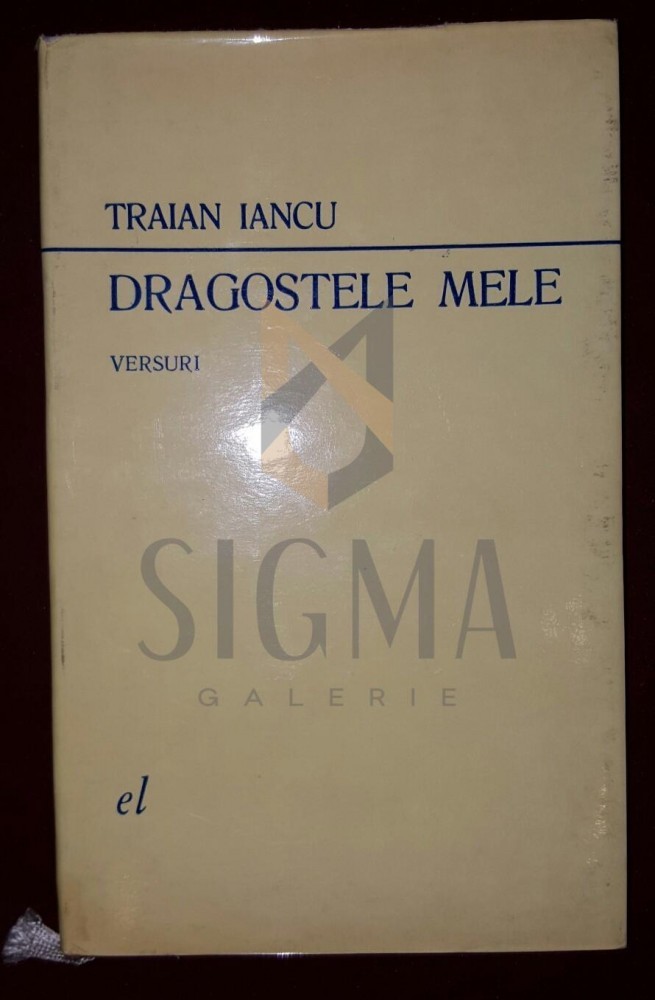 TRAIAN IANCU
DRAGOSTELE MELE
VERSURI
SIGMA
GALERIE
el